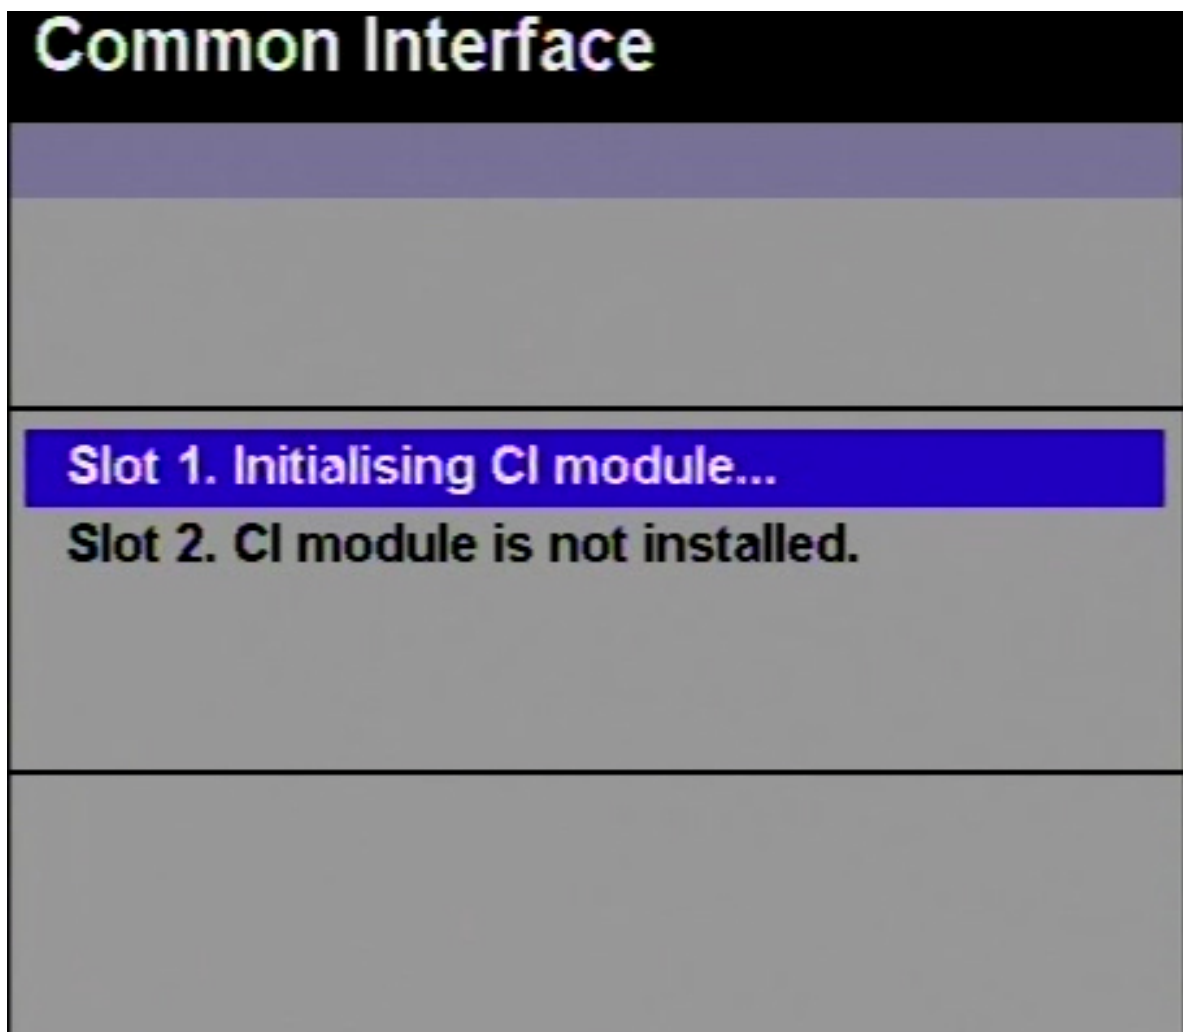 Common Interface
Slot 1. Initialising CI module...
Slot 2. CI module is not installed.